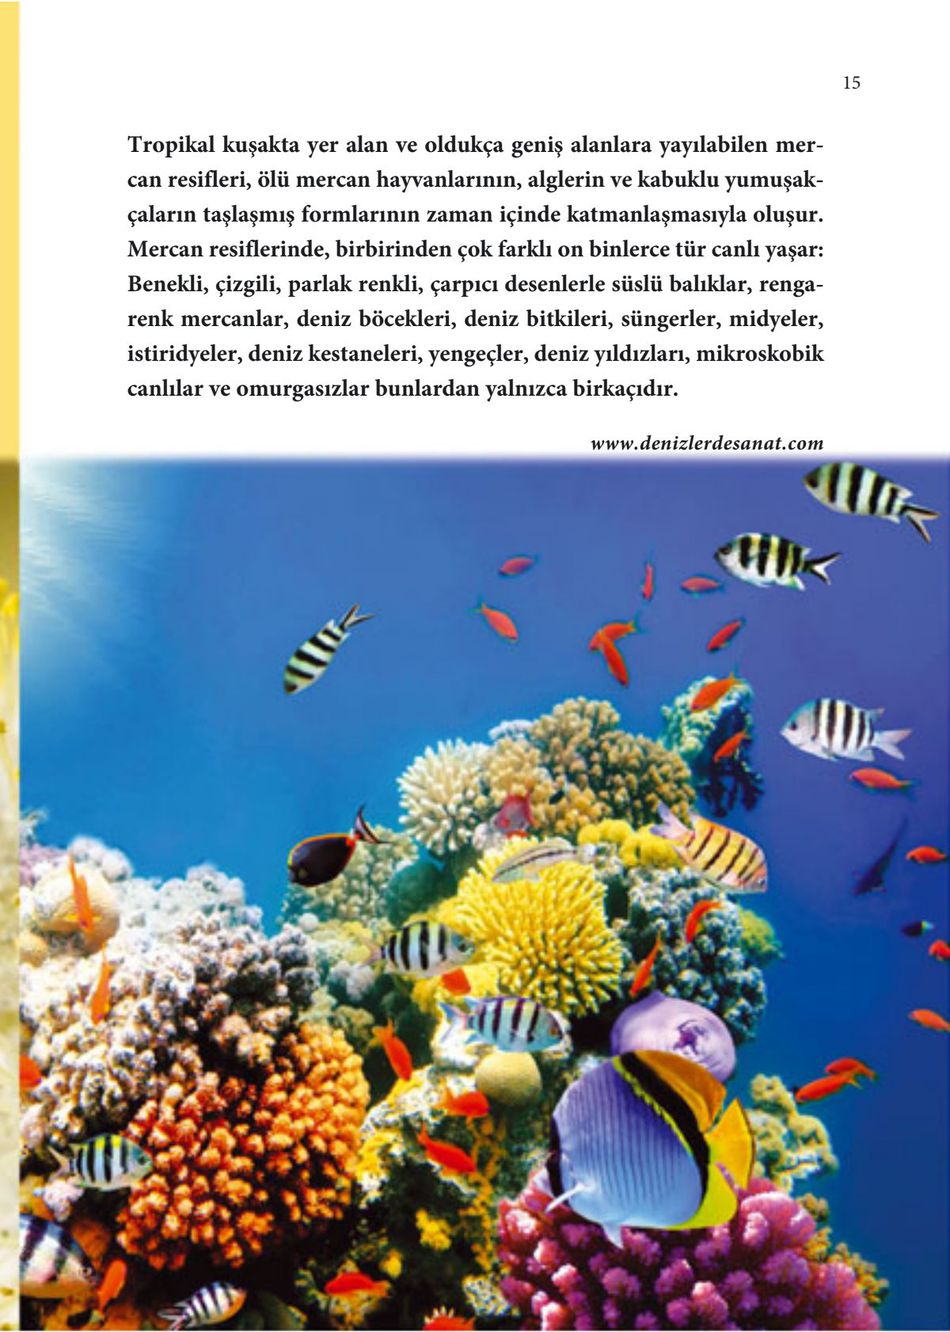 15
Tropikal kuşakta yer alan ve oldukça geniş alanlara yayılabilen mer-
can resifleri, ölü mercan hayvanlarının, alglerin ve kabuklu yumuşak-
çaların taşlaşmış formlarının zaman içinde katmanlaşmasıyla oluşur.
Mercan resiflerinde, birbirinden çok farklı on binlerce tür canlı yaşar:
Benekli, çizgili, parlak renkli, çarpıcı desenlerle süslü balıklar, renga-
renk mercanlar, deniz böcekleri, deniz bitkileri, süngerler, midyeler,
istiridyeler, deniz kestaneleri, yengeçler, deniz yıldızları, mikroskobik
canlılar ve omurgasızlar bunlardan yalnızca birkaçıdır.
www.denizlerdesanat.com